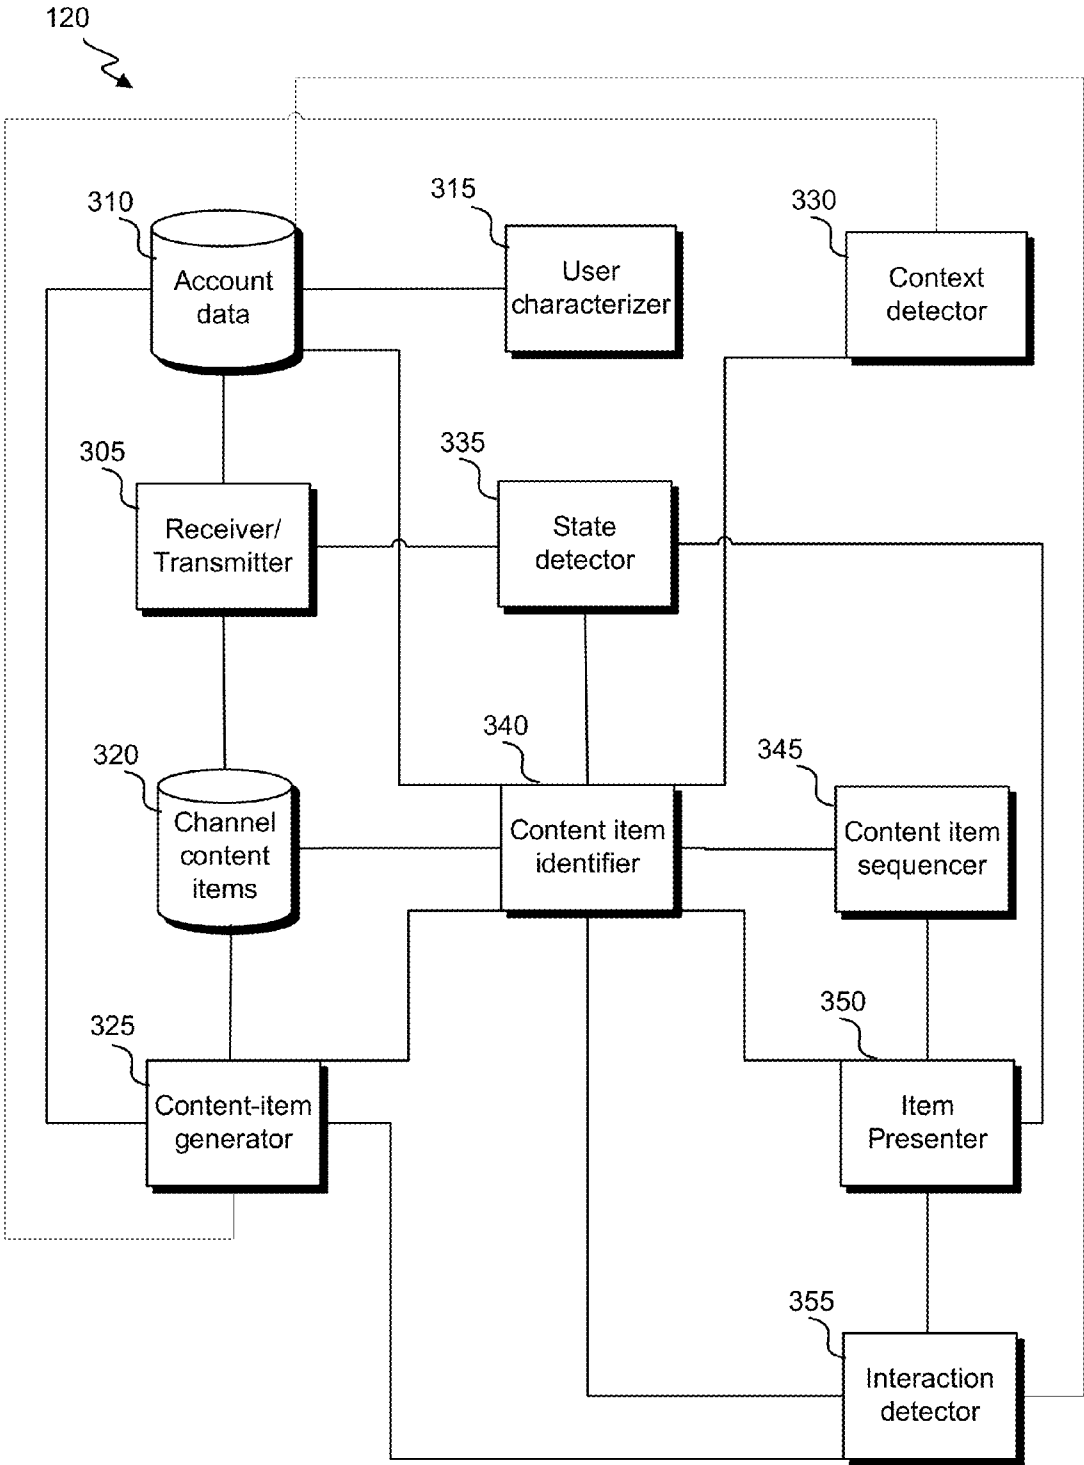 120
310
Account
data
315
User
characterizer
330
Context
detector
305
Receiver/
Transmitter
335
State
detector
320
Channel
content
items
340
Content item
identifier
345
Content item
sequencer
325
Content-item
generator
350
Item
Presenter
355
Interaction
detector